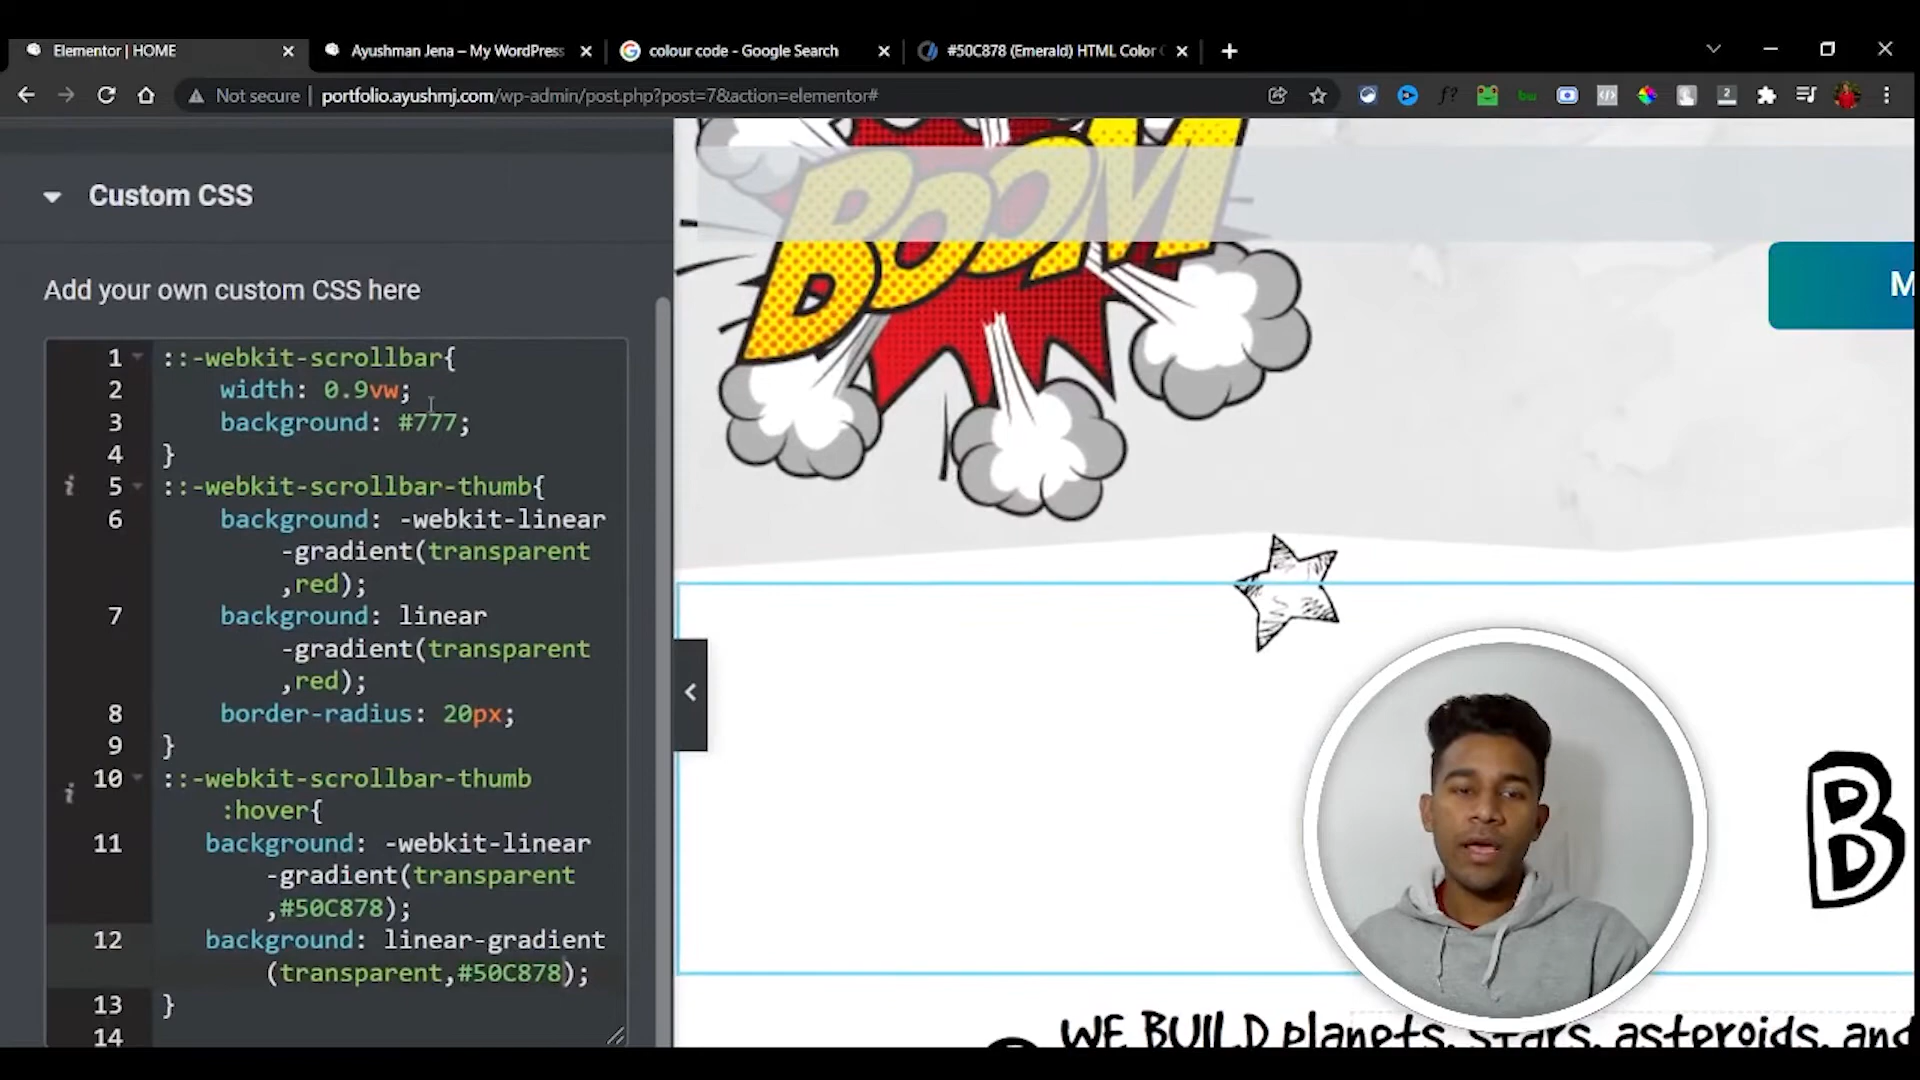 Elementor | HOME
Ayushman Jena – My WordPress
colour code - Google Search
#50C878 (Emerald) HTML Color
Not secure
portfolio.ayushmj.com/wp-admin/post.php?post=7&action=elementor#
f?
2
Custom CSS
Add your own custom CSS here
1 ::-webkit-scrollbar{
2 width: 0.9vw;
3 background: #777;
4 }
5 ::-webkit-scrollbar-thumb{
6 background: -webkit-linear
-gradient(transparent
,red);
7 background: linear
-gradient(transparent
,red);
8 border-radius: 20px;
9 }
10 ::-webkit-scrollbar-thumb
:hover{
11 background: -webkit-linear
-gradient(transparent
,#50C878);
12 background: linear-gradient
(transparent,#50C878);
13 }
14
BOOM
M
B
WE BUILD planets, stars, asteroids, and